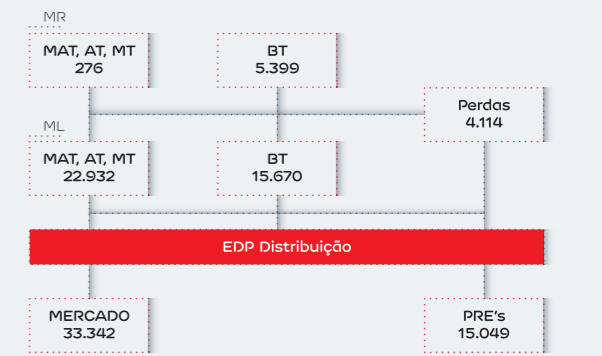 MR
MAT, AT, MT
276
BT
5.399
Perdas
4.114
ML
MAT, AT, MT
22.932
BT
15.670
EDP Distribuição
MERCADO
33.342
PRE's
15.049